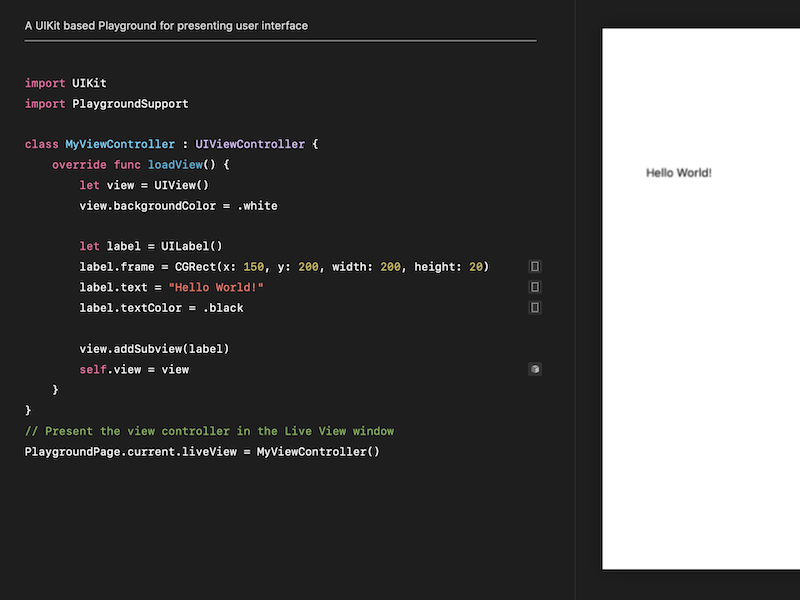 A UIKit based Playground for presenting user interface
import UIKit
import PlaygroundSupport
class MyViewController : UIViewController {
    override func loadView() {
        let view = UIView()
        view.backgroundColor = .white
        let label = UILabel()
        label.frame = CGRect(x: 150, y: 200, width: 200, height: 20)
        label.text = "Hello World!"
        label.textColor = .black
        view.addSubview(label)
        self.view = view
    }
}
// Present the view controller in the Live View window
PlaygroundPage.current.liveView = MyViewController()
Hello World!